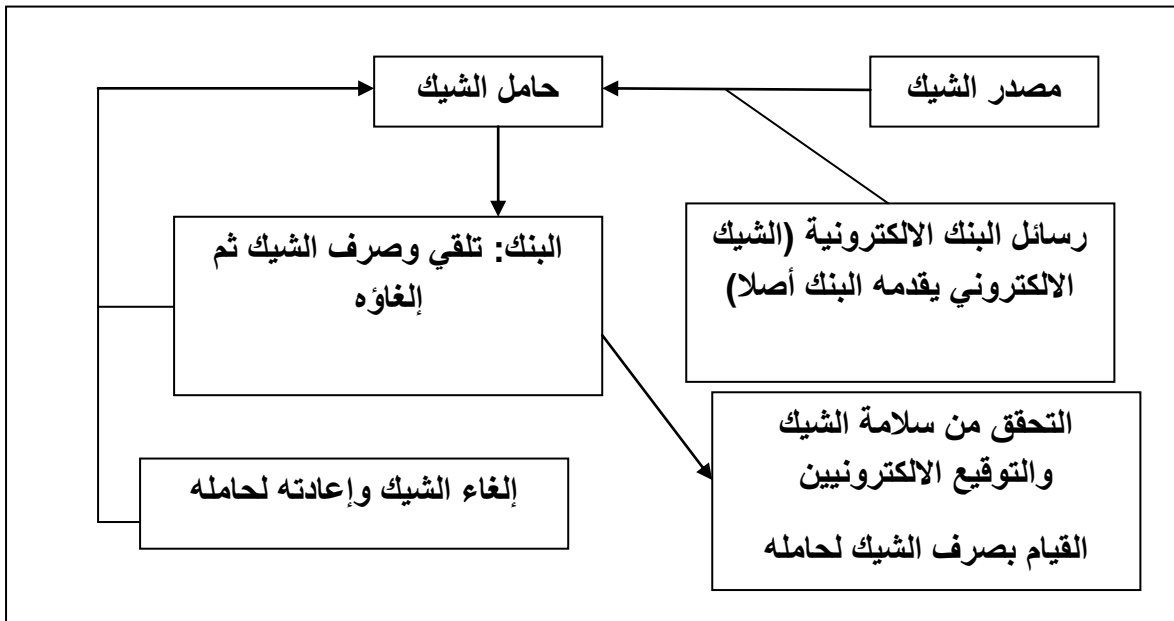 مصدر الشيك
حامل الشيك
رسائل البنك الالكترونية (الشيك
الالكتروني يقدمه البنك أصلا)
البنك: تلقي وصرف الشيك ثم
إلغاؤه
التحقق من سلامة الشيك
والتوقيع الالكترونيين
القيام بصرف الشيك لحامله
إلغاء الشيك وإعادته لحامله